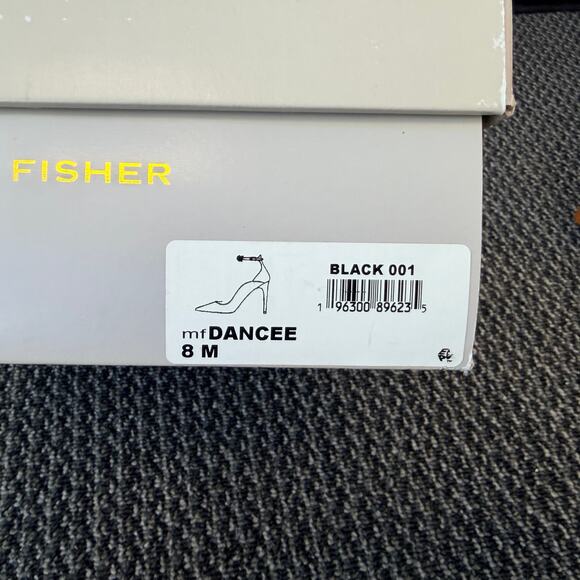 FISHER
BLACK 001
1 96300 89623 5
mfDANCEE
8 M